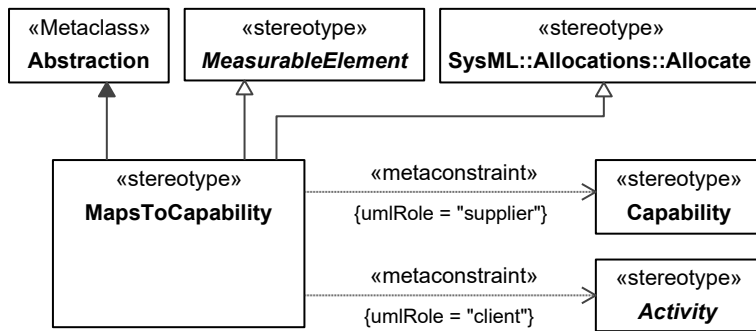 «Metaclass»
Abstraction
«stereotype»
MeasurableElement
«stereotype»
SysML::Allocations::Allocate
«stereotype»
MapsToCapability
«metaconstraint»
{umlRole = "supplier"}
«stereotype»
Capability
«metaconstraint»
{umlRole = "client"}
«stereotype»
Activity